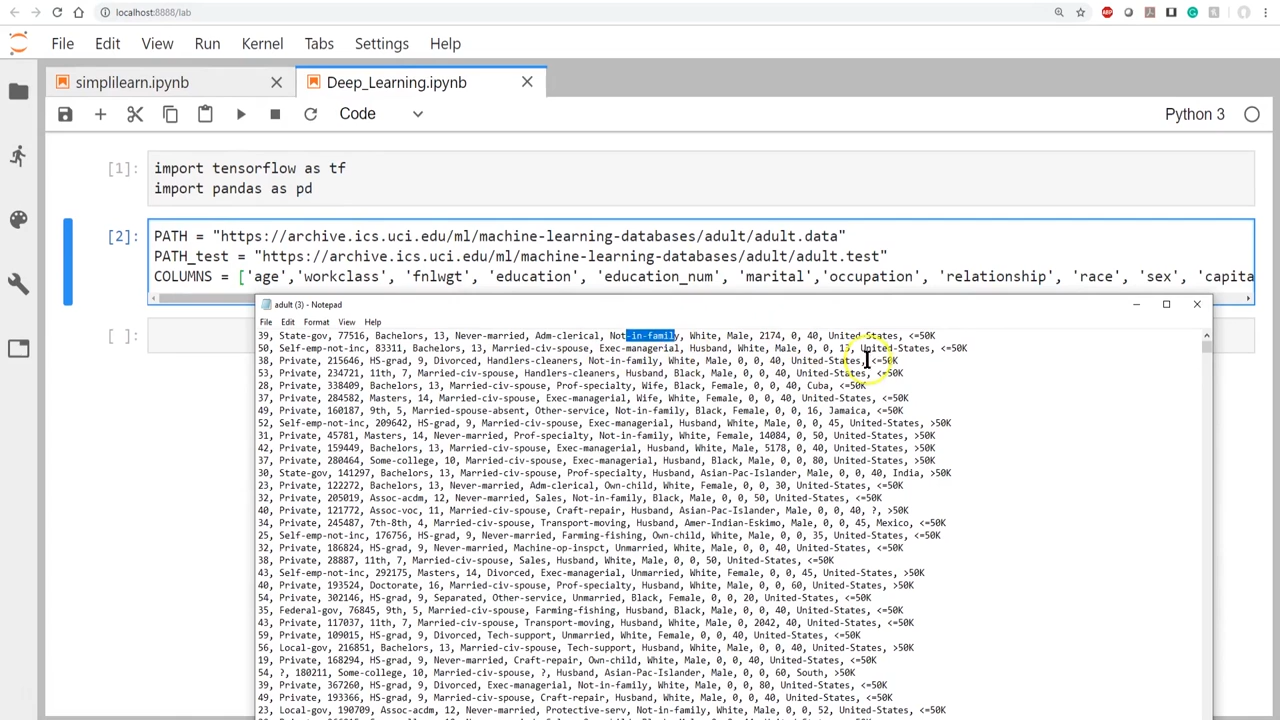 localhost:8888/lab
ABP
File Edit View Run Kernel Tabs Settings Help
simplilearn.ipynb
Deep_Learning.ipynb
Code
Python 3
[1]:
import tensorflow as tf
import pandas as pd
[2]:
PATH = "https://archive.ics.uci.edu/ml/machine-learning-databases/adult/adult.data"
PATH_test = "https://archive.ics.uci.edu/ml/machine-learning-databases/adult/adult.test"
COLUMNS = ['age','workclass', 'fnlwgt', 'education', 'education_num', 'marital','occupation', 'relationship', 'race', 'sex', 'capita
[ ]:
adult (3) - Notepad
File Edit Format View Help
39, State-gov, 77516, Bachelors, 13, Never-married, Adm-clerical, Not-in-family, White, Male, 2174, 0, 40, United-States, <=50K
50, Self-emp-not-inc, 83311, Bachelors, 13, Married-civ-spouse, Exec-managerial, Husband, White, Male, 0, 0, 13, United-States, <=50K
38, Private, 215646, HS-grad, 9, Divorced, Handlers-cleaners, Not-in-family, White, Male, 0, 0, 40, United-States, <=50K
53, Private, 234721, 11th, 7, Married-civ-spouse, Handlers-cleaners, Husband, Black, Male, 0, 0, 40, United-States, <=50K
28, Private, 338409, Bachelors, 13, Married-civ-spouse, Prof-specialty, Wife, Black, Female, 0, 0, 40, Cuba, <=50K
37, Private, 284582, Masters, 14, Married-civ-spouse, Exec-managerial, Wife, White, Female, 0, 0, 40, United-States, <=50K
49, Private, 160187, 9th, 5, Married-spouse-absent, Other-service, Not-in-family, Black, Female, 0, 0, 16, Jamaica, <=50K
52, Self-emp-not-inc, 209642, HS-grad, 9, Married-civ-spouse, Exec-managerial, Husband, White, Male, 0, 0, 45, United-States, >50K
31, Private, 45781, Masters, 14, Never-married, Prof-specialty, Not-in-family, White, Female, 14084, 0, 50, United-States, >50K
42, Private, 159449, Bachelors, 13, Married-civ-spouse, Exec-managerial, Husband, White, Male, 5178, 0, 40, United-States, >50K
37, Private, 280464, Some-college, 10, Married-civ-spouse, Exec-managerial, Husband, Black, Male, 0, 0, 80, United-States, >50K
30, State-gov, 141297, Bachelors, 13, Married-civ-spouse, Prof-specialty, Husband, Asian-Pac-Islander, Male, 0, 0, 40, India, >50K
23, Private, 122272, Bachelors, 13, Never-married, Adm-clerical, Own-child, White, Female, 0, 0, 30, United-States, <=50K
32, Private, 205019, Assoc-acdm, 12, Never-married, Sales, Not-in-family, Black, Male, 0, 0, 50, United-States, <=50K
40, Private, 121772, Assoc-voc, 11, Married-civ-spouse, Craft-repair, Husband, Asian-Pac-Islander, Male, 0, 0, 40, ?, >50K
34, Private, 245487, 7th-8th, 4, Married-civ-spouse, Transport-moving, Husband, Amer-Indian-Eskimo, Male, 0, 0, 45, Mexico, <=50K
25, Self-emp-not-inc, 176756, HS-grad, 9, Never-married, Farming-fishing, Own-child, White, Male, 0, 0, 35, United-States, <=50K
32, Private, 186824, HS-grad, 9, Never-married, Machine-op-inspct, Unmarried, White, Male, 0, 0, 40, United-States, <=50K
38, Private, 28887, 11th, 7, Married-civ-spouse, Sales, Husband, White, Male, 0, 0, 50, United-States, <=50K
43, Self-emp-not-inc, 292175, Masters, 14, Divorced, Exec-managerial, Unmarried, White, Female, 0, 0, 45, United-States, >50K
40, Private, 193524, Doctorate, 16, Married-civ-spouse, Prof-specialty, Husband, White, Male, 0, 0, 60, United-States, >50K
54, Private, 302146, HS-grad, 9, Separated, Other-service, Unmarried, Black, Female, 0, 0, 20, United-States, <=50K
35, Federal-gov, 76845, 9th, 5, Married-civ-spouse, Farming-fishing, Husband, Black, Male, 0, 0, 40, United-States, <=50K
43, Private, 117037, 11th, 7, Married-civ-spouse, Transport-moving, Husband, White, Male, 0, 2042, 40, United-States, <=50K
59, Private, 109015, HS-grad, 9, Divorced, Tech-support, Unmarried, White, Female, 0, 0, 40, United-States, <=50K
56, Local-gov, 216851, Bachelors, 13, Married-civ-spouse, Tech-support, Husband, White, Male, 0, 0, 40, United-States, >50K
19, Private, 168294, HS-grad, 9, Never-married, Craft-repair, Own-child, White, Male, 0, 0, 40, United-States, <=50K
54, ?, 180211, Some-college, 10, Married-civ-spouse, ?, Husband, Asian-Pac-Islander, Male, 0, 0, 60, South, >50K
39, Private, 367260, HS-grad, 9, Divorced, Exec-managerial, Not-in-family, White, Male, 0, 0, 80, United-States, <=50K
49, Private, 193366, HS-grad, 9, Married-civ-spouse, Craft-repair, Husband, White, Male, 0, 0, 40, United-States, <=50K
23, Local-gov, 190709, Assoc-acdm, 12, Never-married, Protective-serv, Not-in-family, White, Male, 0, 0, 52, United-States, <=50K